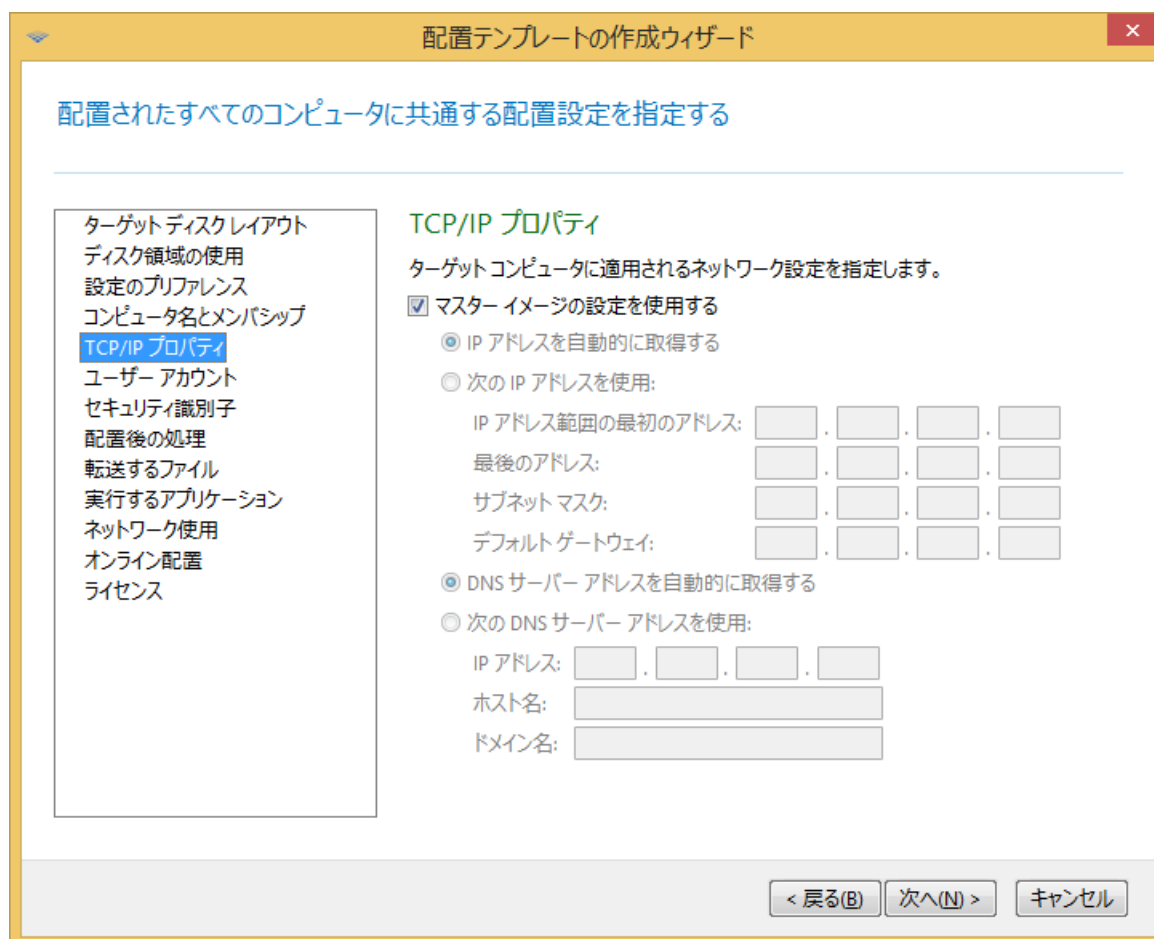 配置テンプレートの作成ウィザード
配置されたすべてのコンピュータに共通する配置設定を指定する
ターゲット ディスク レイアウト
ディスク領域の使用
設定のプリファレンス
コンピュータ名とメンバシップ
TCP/IP プロパティ
ユーザー アカウント
セキュリティ識別子
配置後の処理
転送するファイル
実行するアプリケーション
ネットワーク使用
オンライン配置
ライセンス
TCP/IP プロパティ
ターゲット コンピュータに適用されるネットワーク設定を指定します。
マスター イメージの設定を使用する
IP アドレスを自動的に取得する
次の IP アドレスを使用:
IP アドレス範囲の最初のアドレス:
最後のアドレス:
サブネット マスク:
デフォルト ゲートウェイ:
DNS サーバー アドレスを自動的に取得する
次の DNS サーバー アドレスを使用:
IP アドレス:
ホスト名:
ドメイン名:
< 戻る(B) 次へ(N) > キャンセル